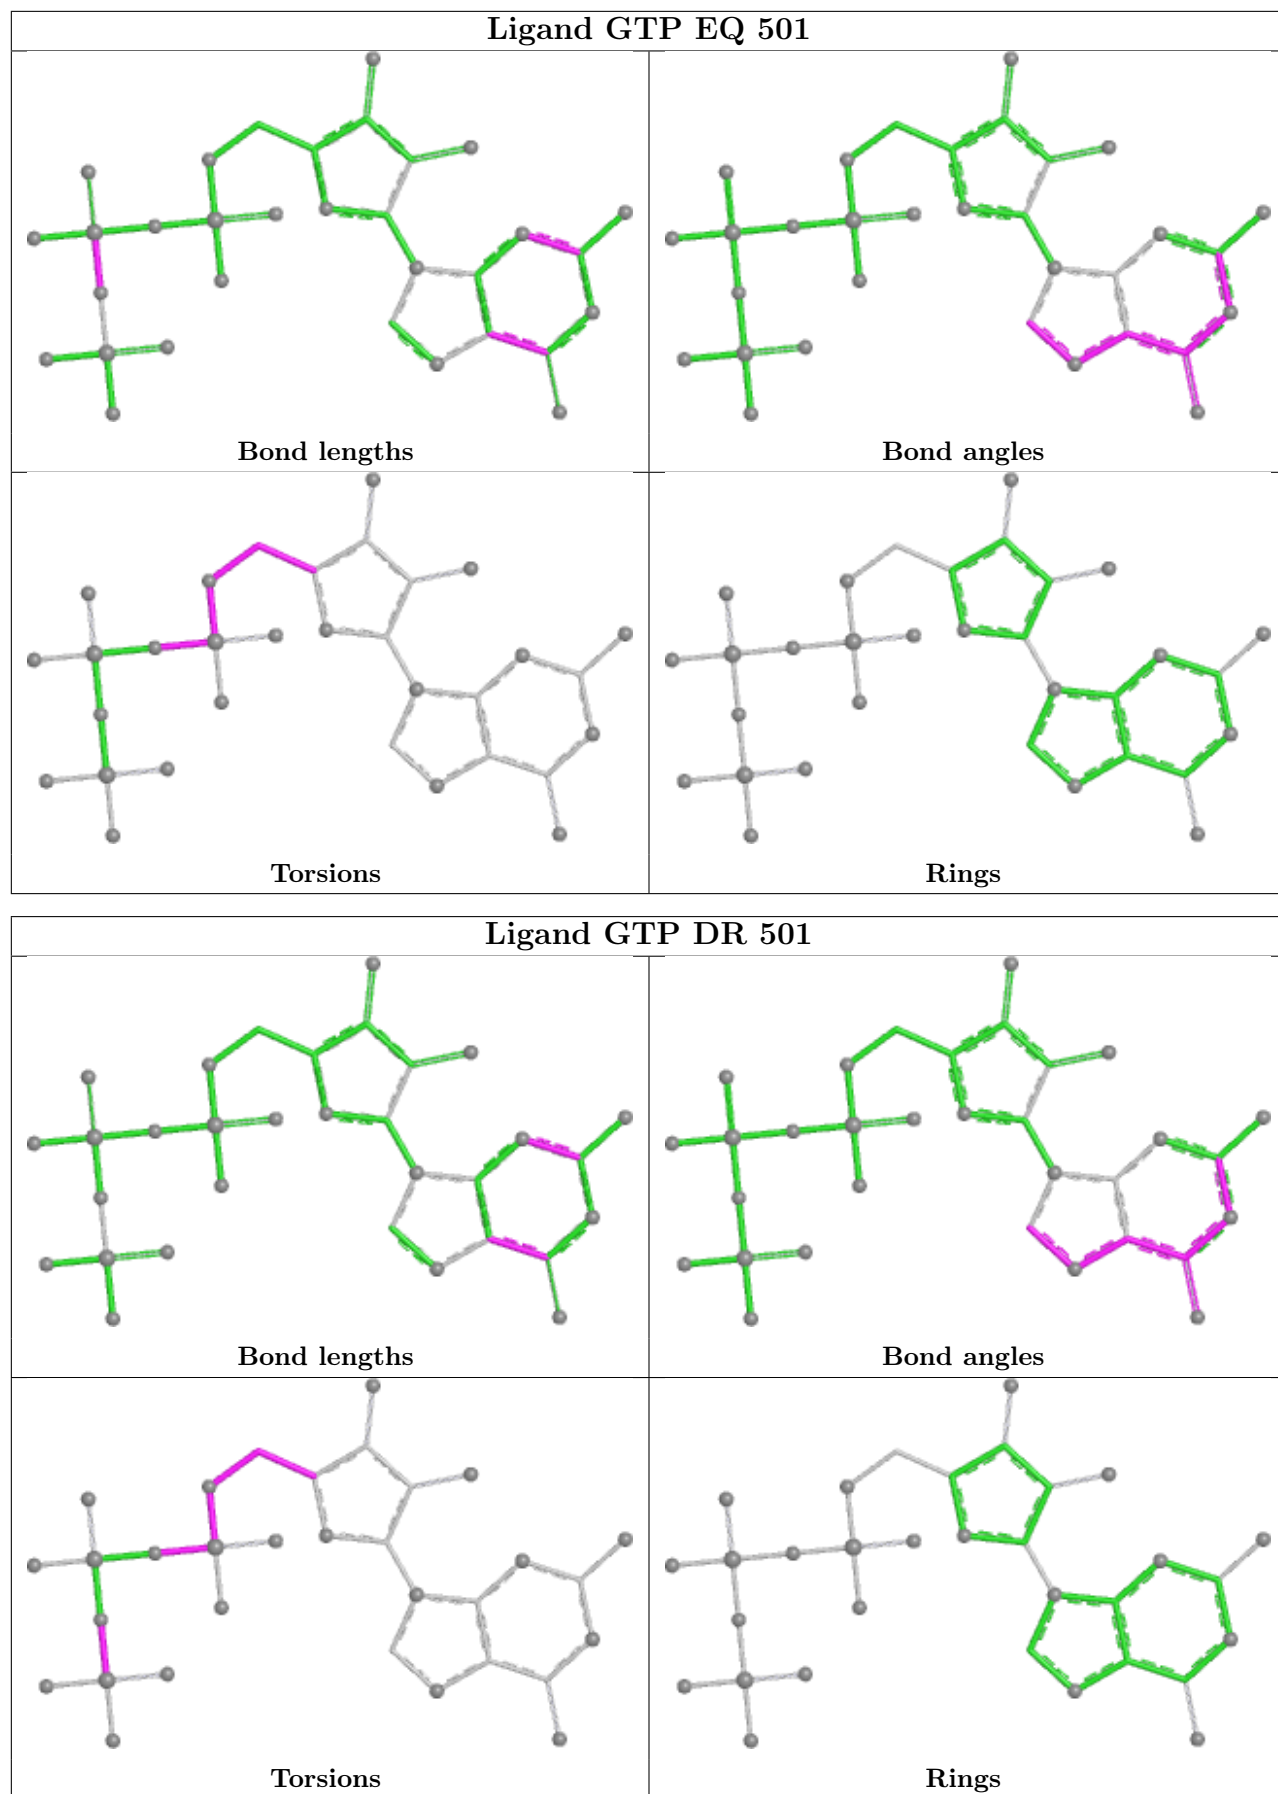 Ligand GTP EQ 501
Bond lengths
Bond angles
Torsions
Rings
Ligand GTP DR 501
Bond lengths
Bond angles
Torsions
Rings